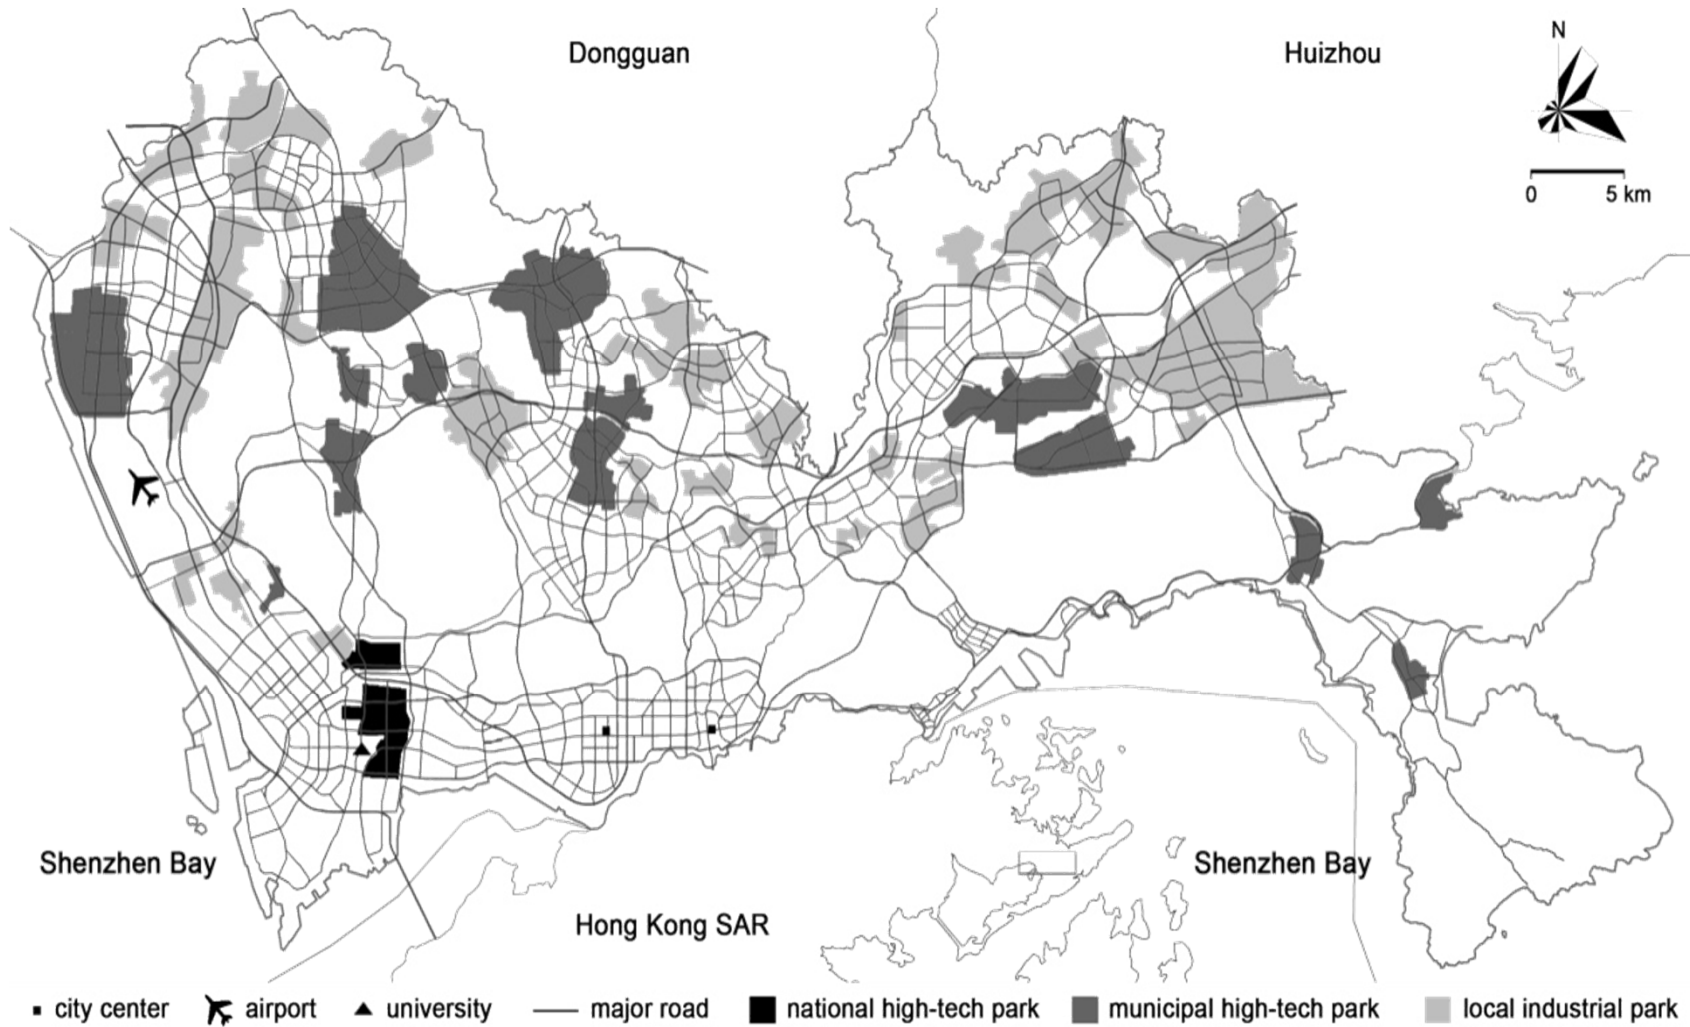 Dongguan
Huizhou
N
0 5 km
Shenzhen Bay
Shenzhen Bay
Hong Kong SAR
city center airport university major road national high-tech park municipal high-tech park local industrial park